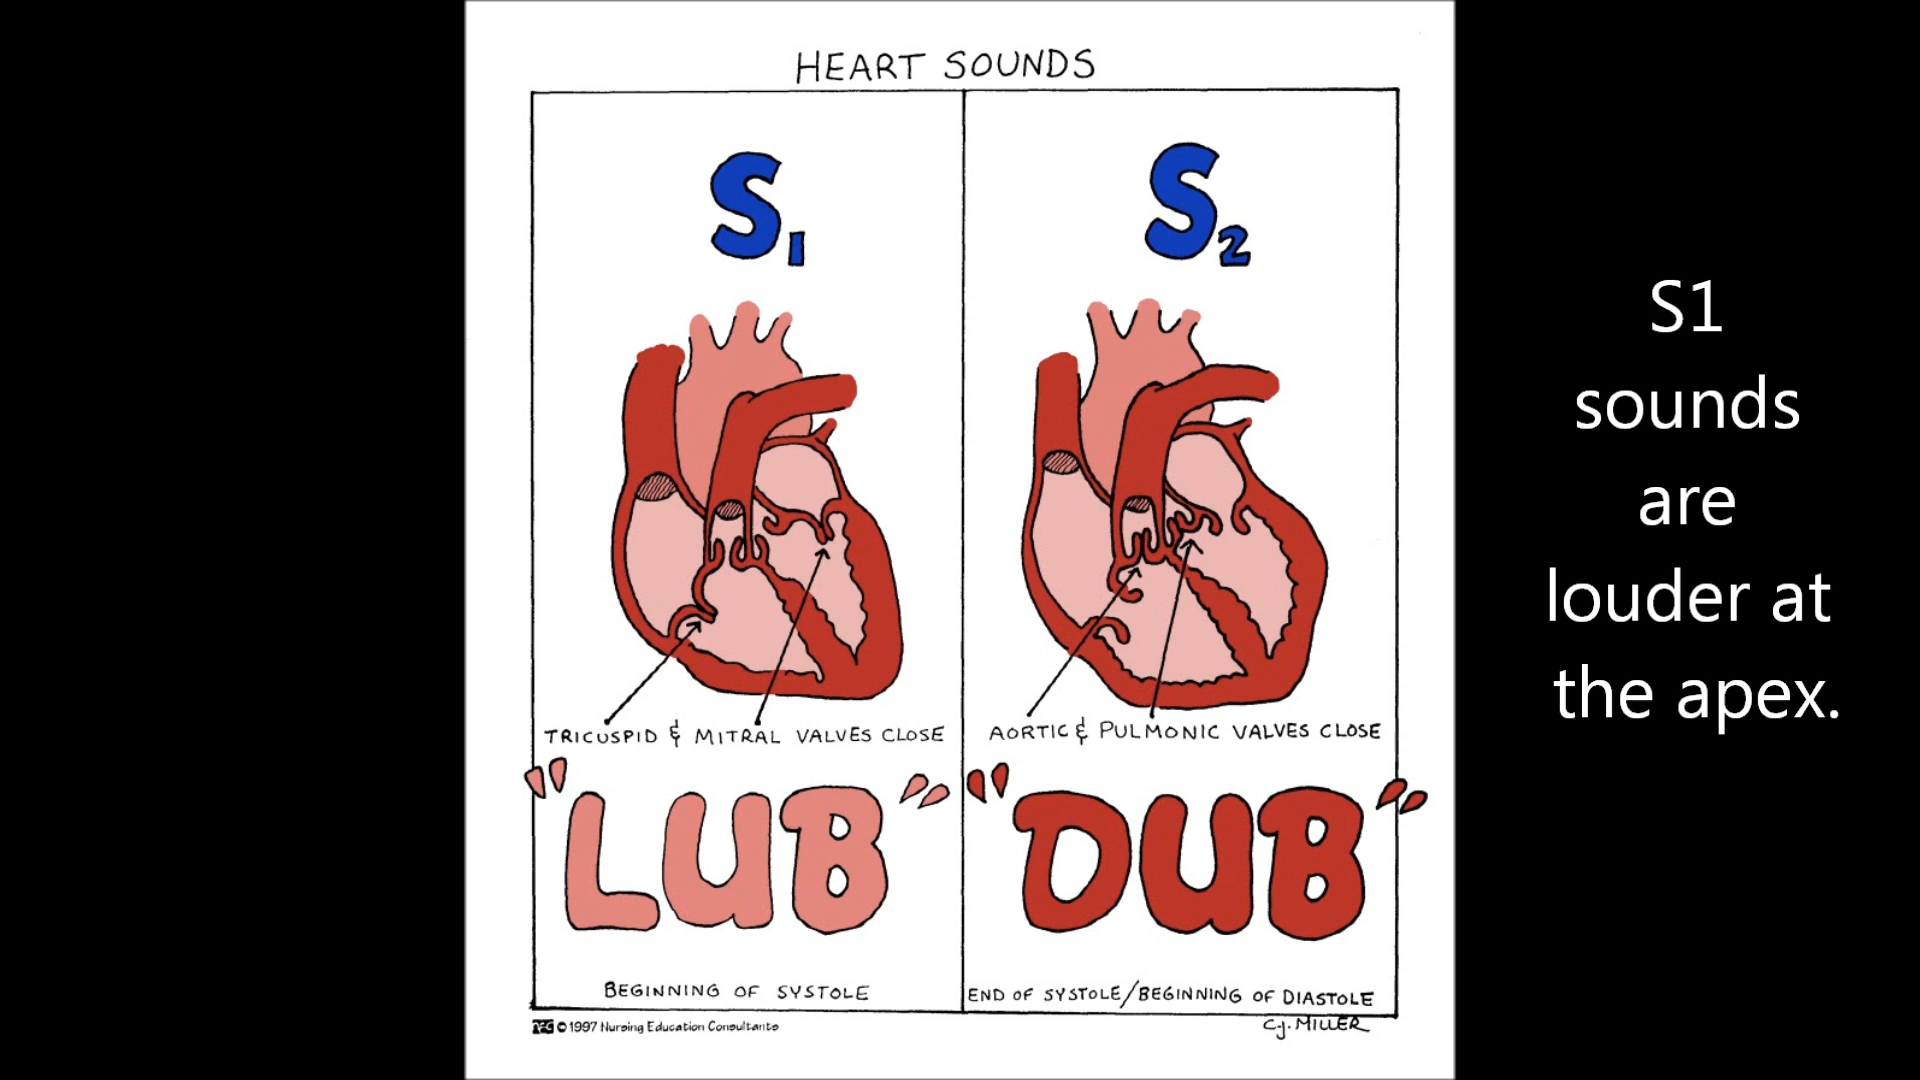 HEART SOUNDS
S1
TRICUSPID & MITRAL VALVES CLOSE
"LUB"
BEGINNING OF SYSTOLE
S2
AORTIC & PULMONIC VALVES CLOSE
"DUB"
END OF SYSTOLE/BEGINNING OF DIASTOLE
NEC ©1997 Nursing Education Consultants
C.J. MILLER
S1
sounds
are
louder at
the apex.